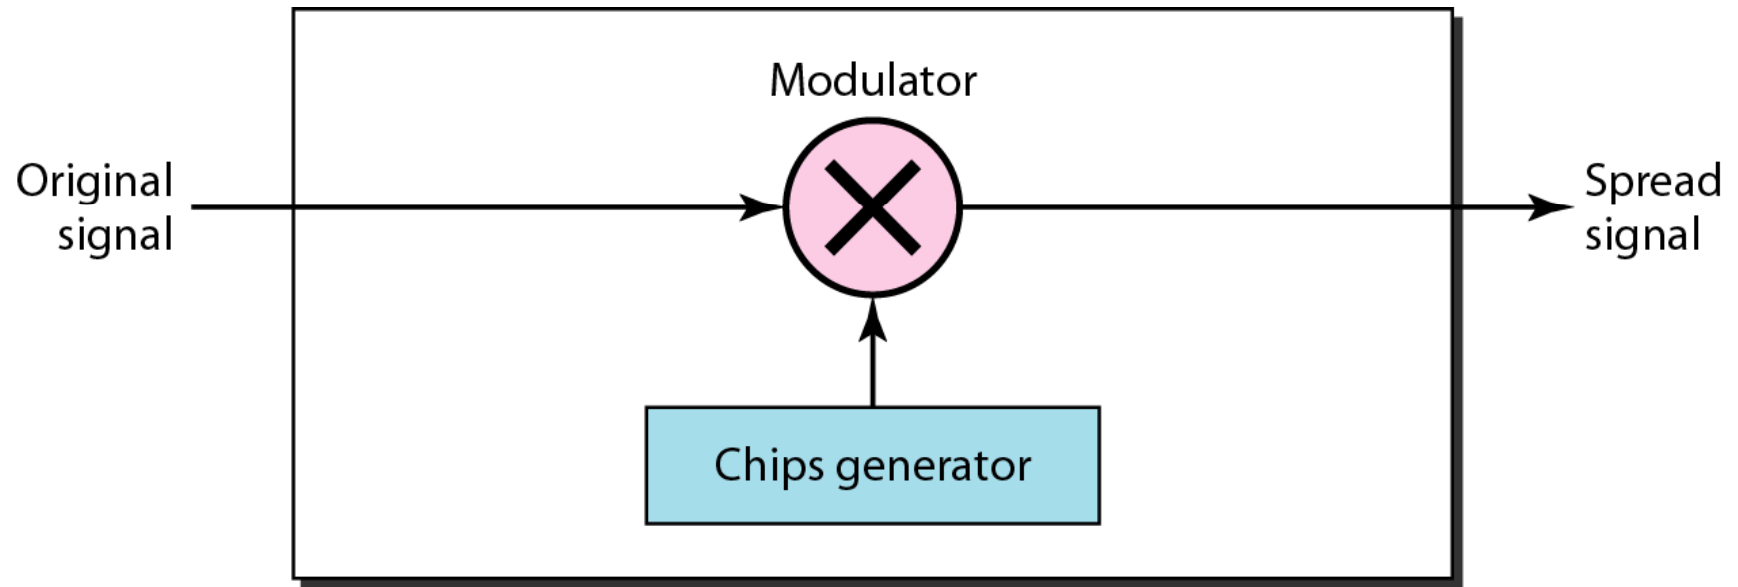 Modulator
Original
signal
Spread
signal
Chips generator